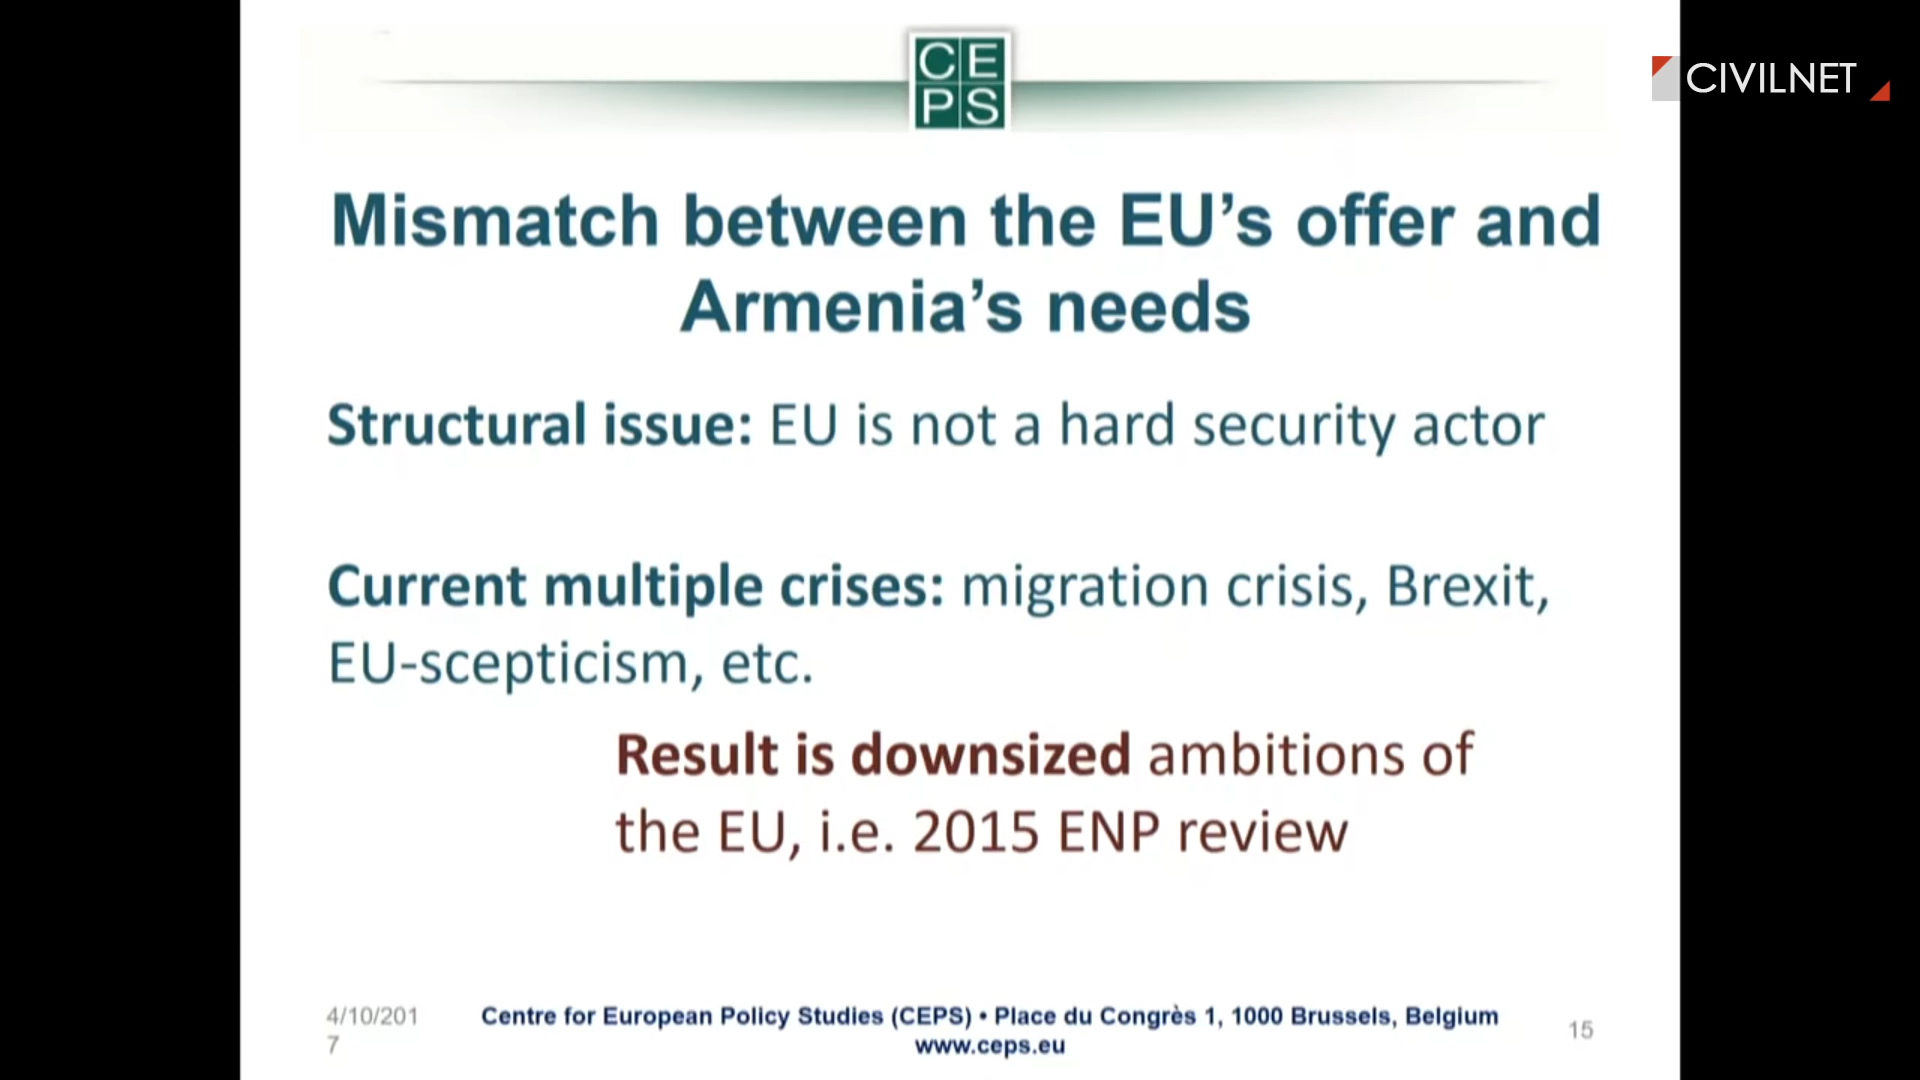 CE
PS
CIVILNET
Mismatch between the EU’s offer and
Armenia’s needs
Structural issue: EU is not a hard security actor
Current multiple crises: migration crisis, Brexit,
EU-scepticism, etc.
Result is downsized ambitions of
the EU, i.e. 2015 ENP review
4/10/201
7
Centre for European Policy Studies (CEPS) • Place du Congrès 1, 1000 Brussels, Belgium
www.ceps.eu
15